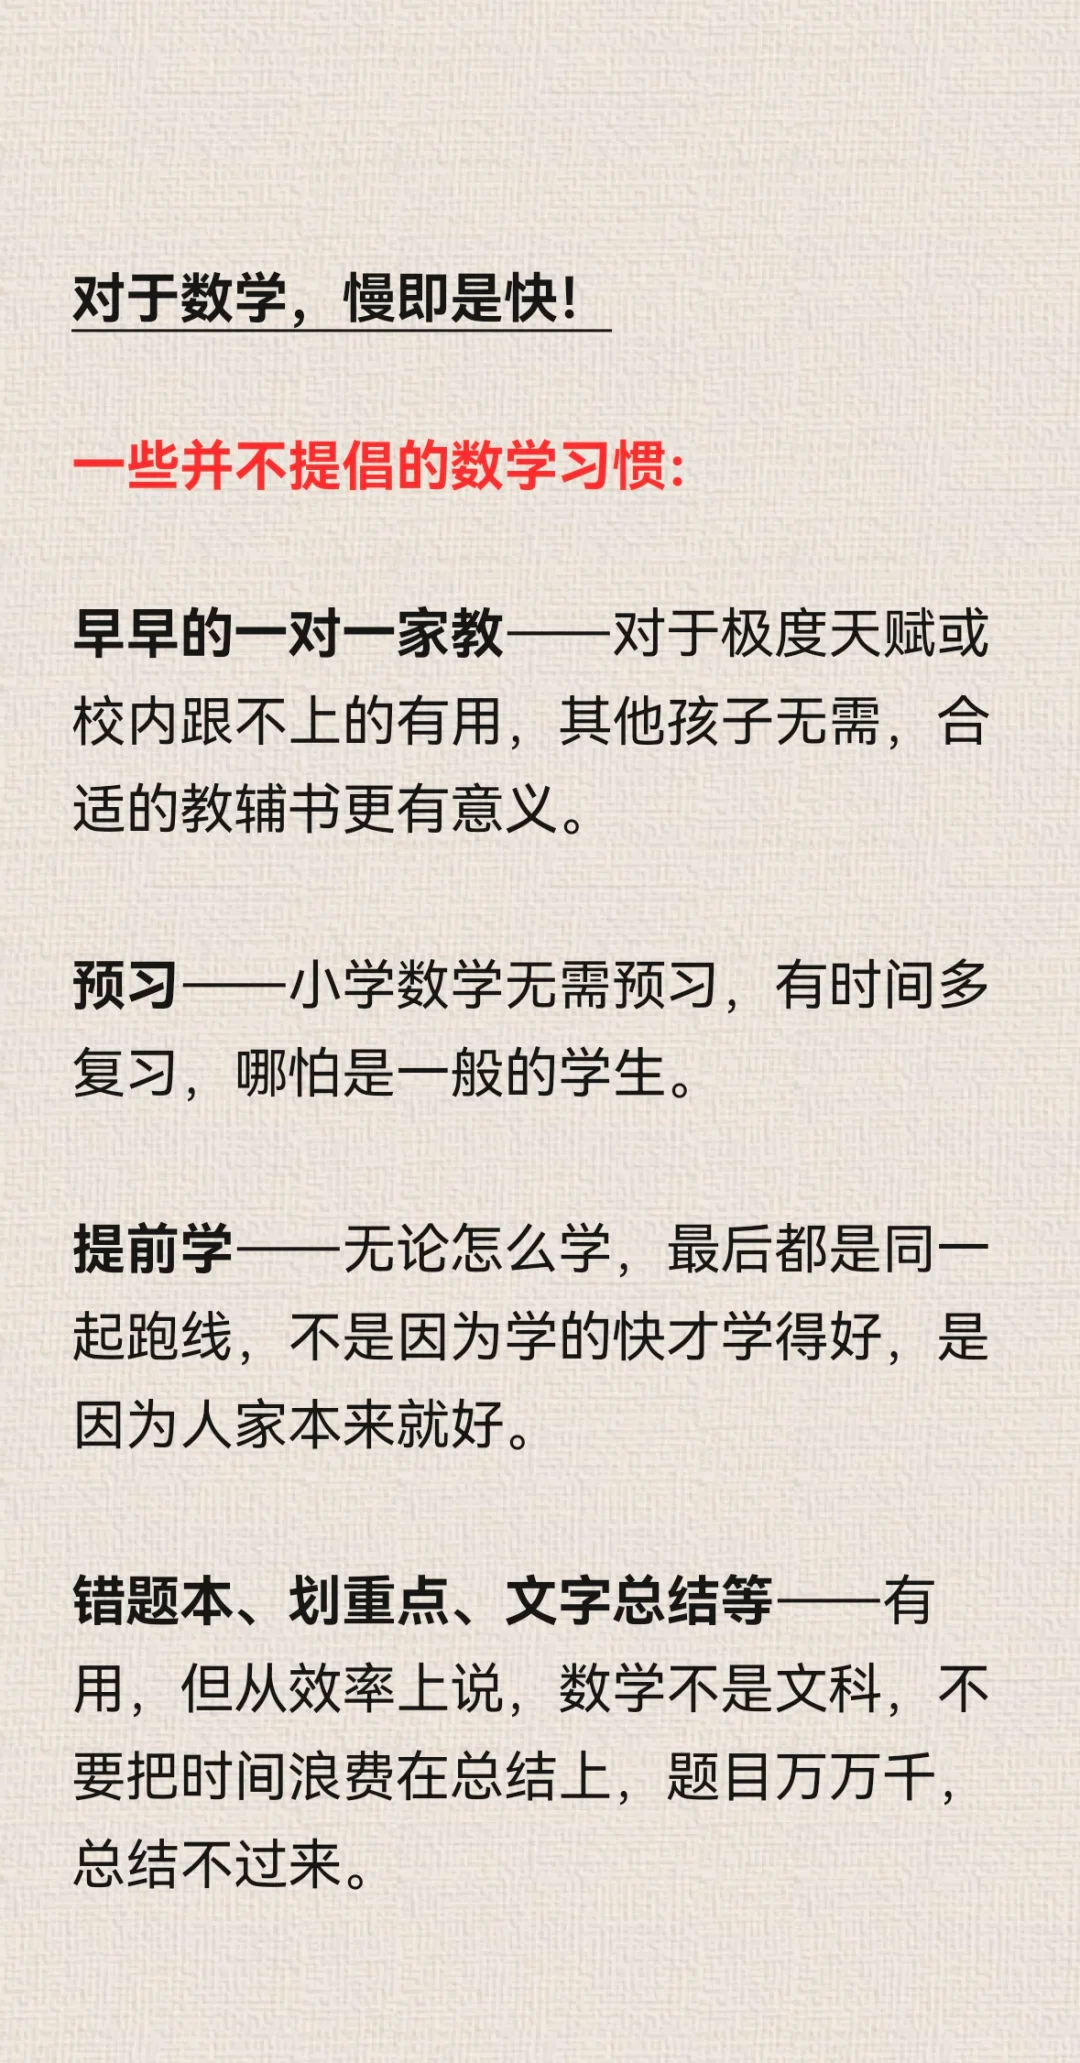 对于数学，慢即是快！
一些并不提倡的数学习惯：
早早的一对一家教——对于极度天赋或
校内跟不上的有用，其他孩子无需，合
适的教辅书更有意义。
预习——小学数学无需预习，有时间多
复习，哪怕是一般的学生。
提前学——无论怎么学，最后都是同一
起跑线，不是因为学的快才学得好，是
因为人家本来就好。
错题本、划重点、文字总结等——有
用，但从效率上说，数学不是文科，不
要把时间浪费在总结上，题目万万千，
总结不过来。